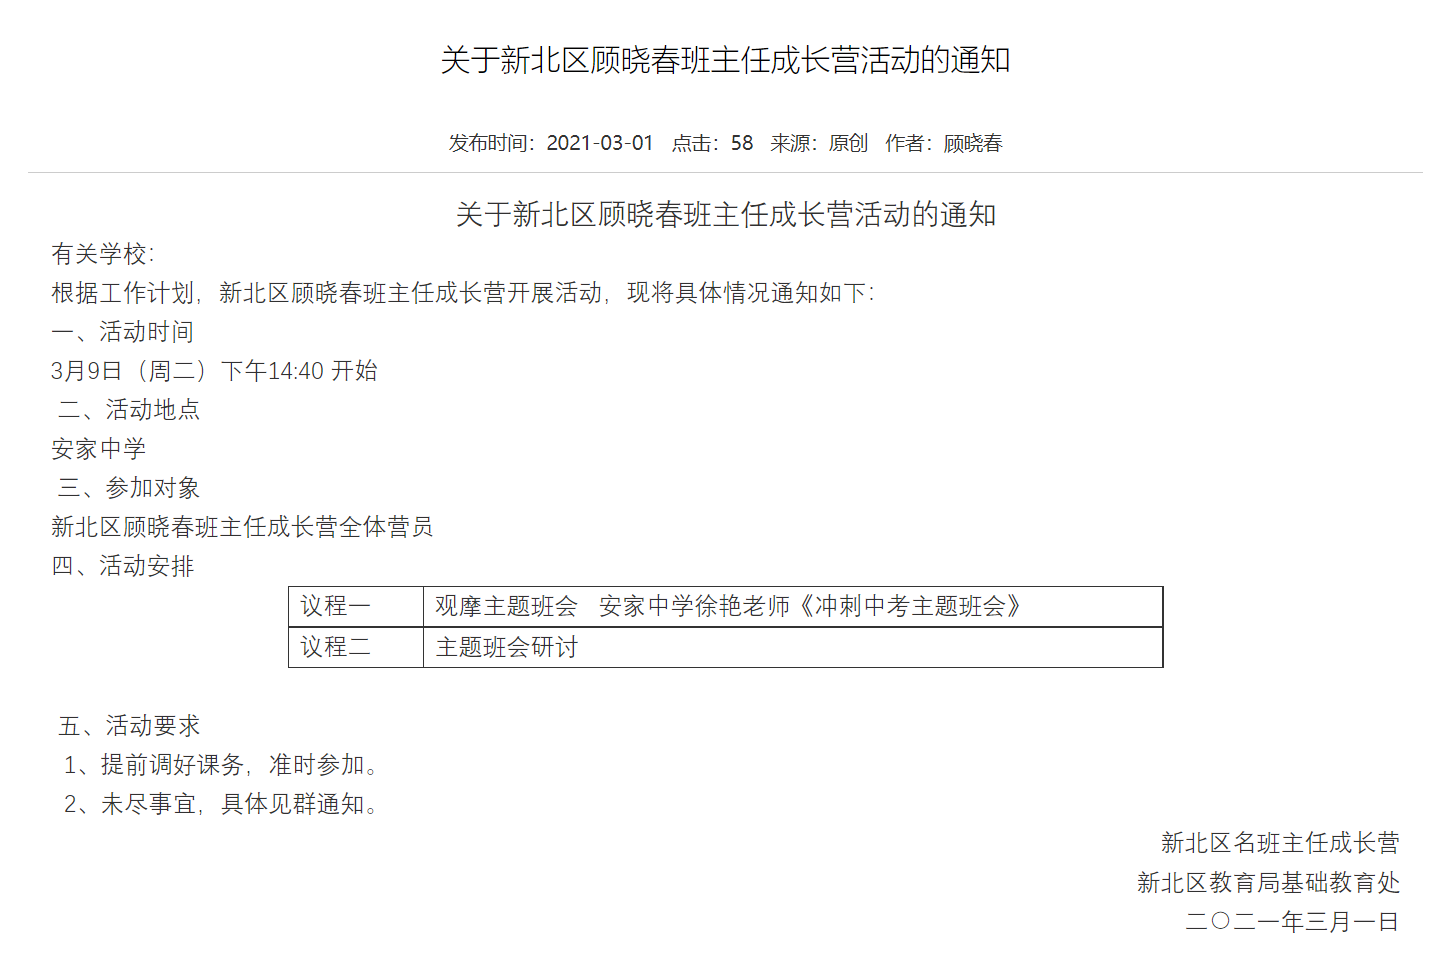 关于新北区顾晓春班主任成长营活动的通知
发布时间：2021-03-01 点击：58 来源：原创 作者：顾晓春
关于新北区顾晓春班主任成长营活动的通知
有关学校：
根据工作计划，新北区顾晓春班主任成长营开展活动，现将具体情况通知如下：
一、活动时间
3月9日（周二）下午14:40 开始
二、活动地点
安家中学
三、参加对象
新北区顾晓春班主任成长营全体营员
四、活动安排
议程一 观摩主题班会 安家中学徐艳老师《冲刺中考主题班会》
议程二 主题班会研讨
五、活动要求
1、提前调好课务，准时参加。
2、未尽事宜，具体见群通知。
新北区名班主任成长营
新北区教育局基础教育处
二〇二一年三月一日